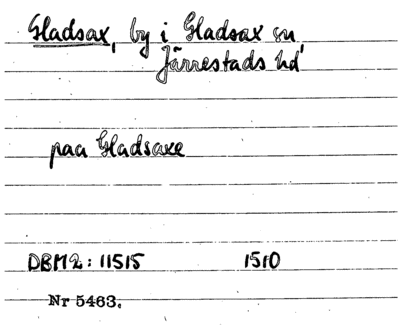 Gladsax, by i Gladsax sn,
Järrestads hd
paa Gladsaxe
DBM2: 11515 1510
Nr 5463.